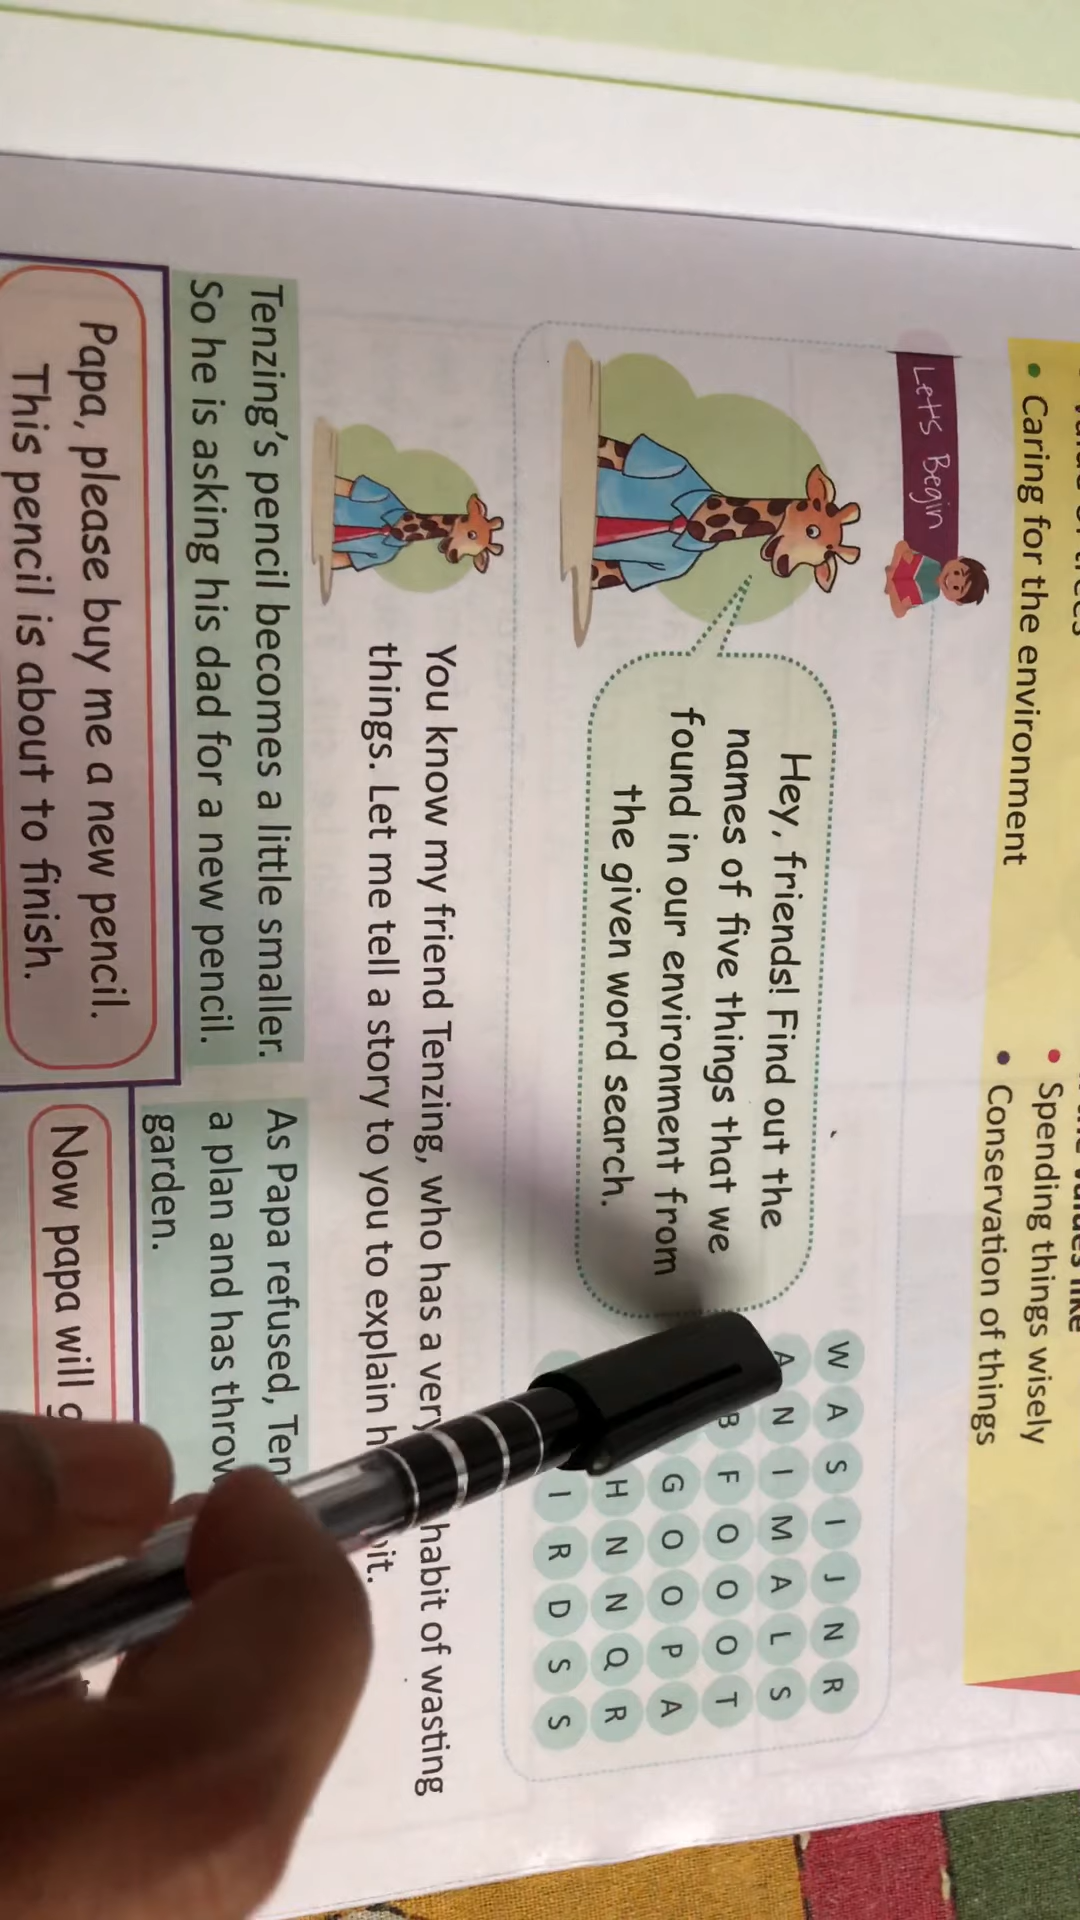 • Caring for the environment
• Spending things wisely
• Conservation of things
Let's Begin
Hey, friends! Find out the
names of five things that we
found in our environment from
the given word search.
W A S I J N R
A N I M A L S
B F O O O T
G O O P A
H N N Q R
I R D S S
You know my friend Tenzing, who has a very habit of wasting
things. Let me tell a story to you to explain
Tenzing's pencil becomes a little smaller.
So he is asking his dad for a new pencil.
Papa, please buy me a new pencil.
This pencil is about to finish.
As Papa refused,
a plan and has
garden.
Now papa will